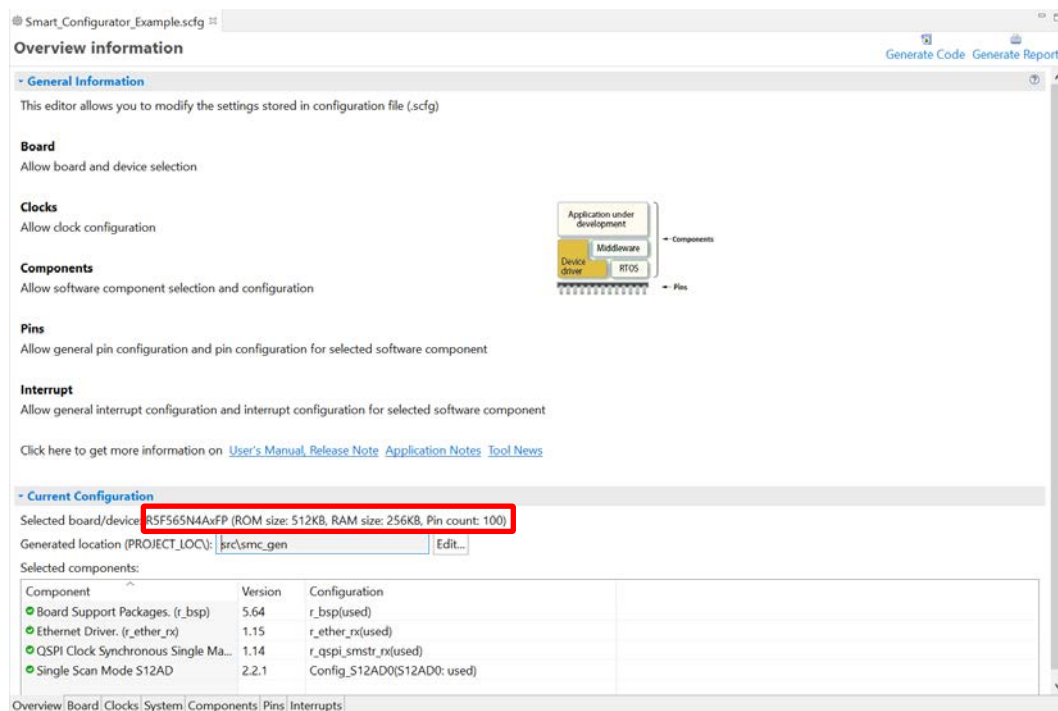 Smart_Configurator_Example.scfg
Overview information
Generate Code Generate Report
General Information
This editor allows you to modify the settings stored in configuration file (.scfg)
Board
Allow board and device selection
Clocks
Allow clock configuration
Components
Allow software component selection and configuration
Pins
Allow general pin configuration and pin configuration for selected software component
Interrupt
Allow general interrupt configuration and interrupt configuration for selected software component
Application under
development
Middleware
Device
driver
RTOS
Components
Pins
Click here to get more information on User's Manual, Release Note Application Notes Tool News
Current Configuration
Selected board/device: R5F565N4AxFP (ROM size: 512KB, RAM size: 256KB, Pin count: 100)
Generated location (PROJECT_LOC\): src\smc_gen Edit...
Selected components:
Component Version Configuration
Board Support Packages. (r_bsp) 5.64 r_bsp(used)
Ethernet Driver. (r_ether_rx) 1.15 r_ether_rx(used)
QSPI Clock Synchronous Single Ma... 1.14 r_qspi_smstr_rx(used)
Single Scan Mode S12AD 2.2.1 Config_S12AD0(S12AD0: used)
Overview Board Clocks System Components Pins Interrupts